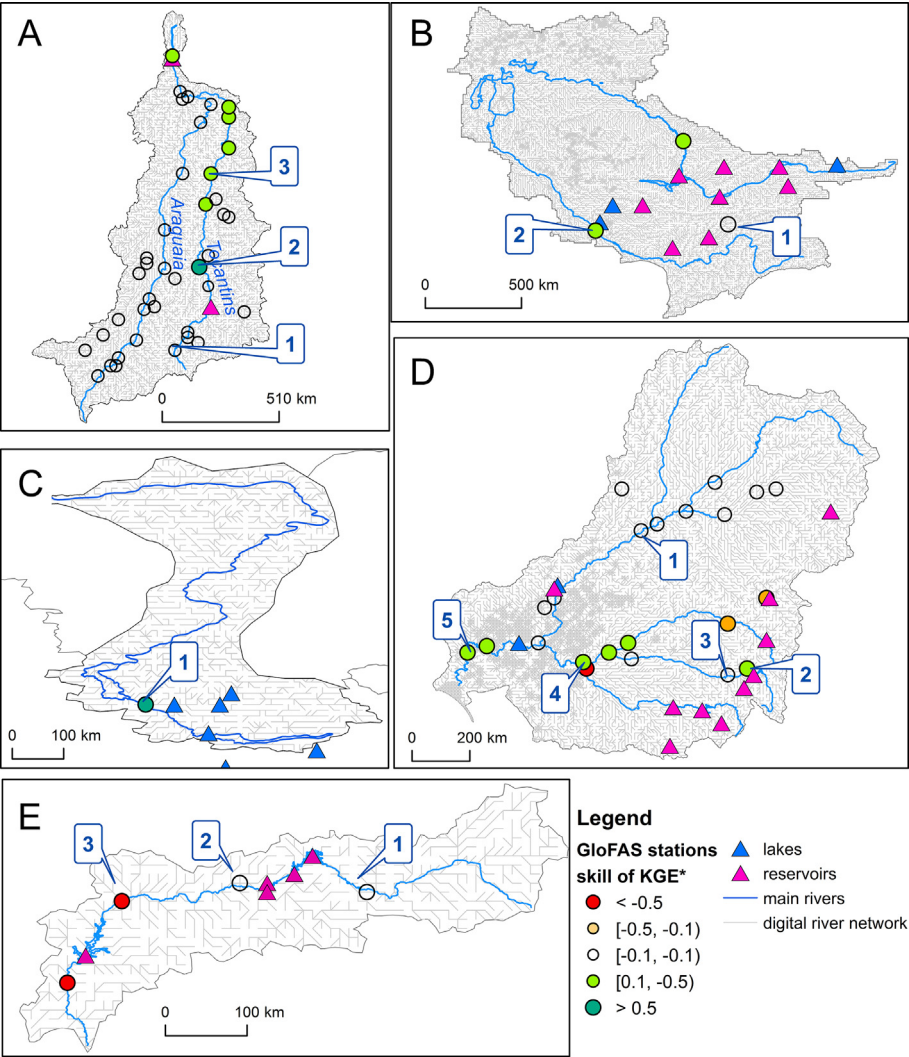 A
B
3
Araguaia
2
Tocantins
1
0 510 km
2
1
0 500 km
C
D
1
1
5
3
2
4
0 100 km
0 200 km
E
3
2
1
0 100 km
Legend
GloFAS stations
skill of KGE*
< -0.5
[-0.5, -0.1)
[-0.1, -0.1)
[0.1, -0.5)
> 0.5
lakes
reservoirs
main rivers
digital river network